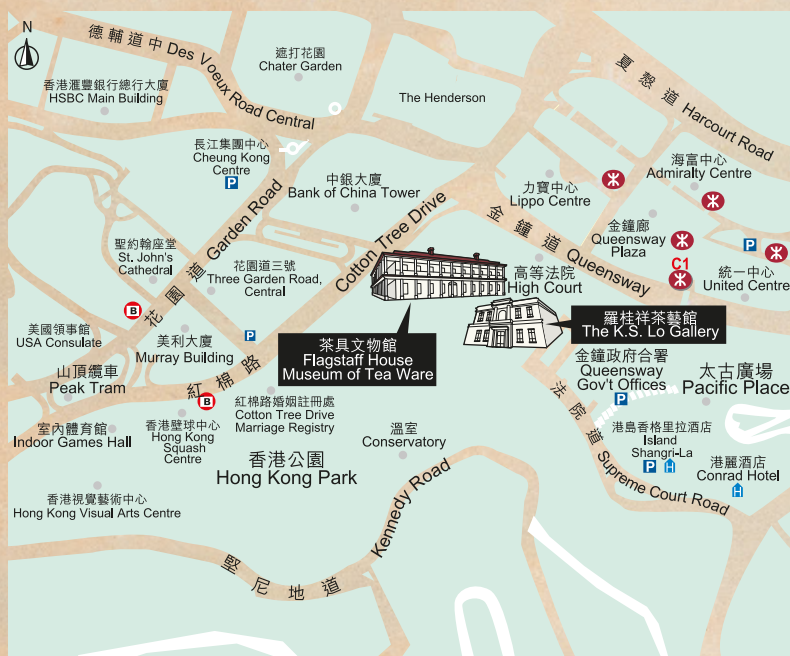 N
德輔道中 Des Voeux Road Central
遮打花園
Chater Garden
香港滙豐銀行總行大廈
HSBC Main Building
The Henderson
夏慤道 Harcourt Road
長江集團中心
Cheung Kong
Centre
P
中銀大廈
Bank of China Tower
力寶中心
Lippo Centre
海富中心
Admiralty Centre
花園道 Garden Road
Cotton Tree Drive
紅棉路
金鐘道 Queensway
金鐘廊
Queensway
Plaza
C1
P
統一中心
United Centre
聖約翰座堂
St. John's
Cathedral
花園道三號
Three Garden Road,
Central
高等法院
High Court
B
美國領事館
USA Consulate
美利大廈
Murray Building
P
茶具文物館
Flagstaff House
Museum of Tea Ware
羅桂祥茶藝館
The K.S. Lo Gallery
山頂纜車
Peak Tram
B
金鐘政府合署
Queensway
Gov't Offices
P
太古廣場
Pacific Place
室內體育館
Indoor Games Hall
香港壁球中心
Hong Kong
Squash
Centre
紅棉路婚姻註冊處
Cotton Tree Drive
Marriage Registry
溫室
Conservatory
香港公園
Hong Kong Park
法院道 Supreme Court Road
港島香格里拉酒店
Island
Shangri-La
P
H
港麗酒店
Conrad Hotel
H
香港視覺藝術中心
Hong Kong Visual Arts Centre
堅尼地道 Kennedy Road